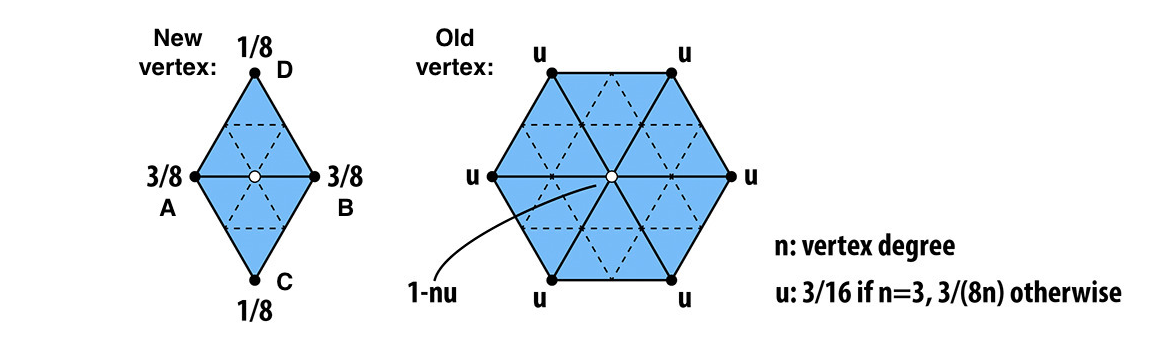 New
vertex:
1/8
D
3/8
A
3/8
B
C
1/8
Old
vertex:
u
u
u
u
1-nu
u
u
n: vertex degree
u: 3/16 if n=3, 3/(8n) otherwise